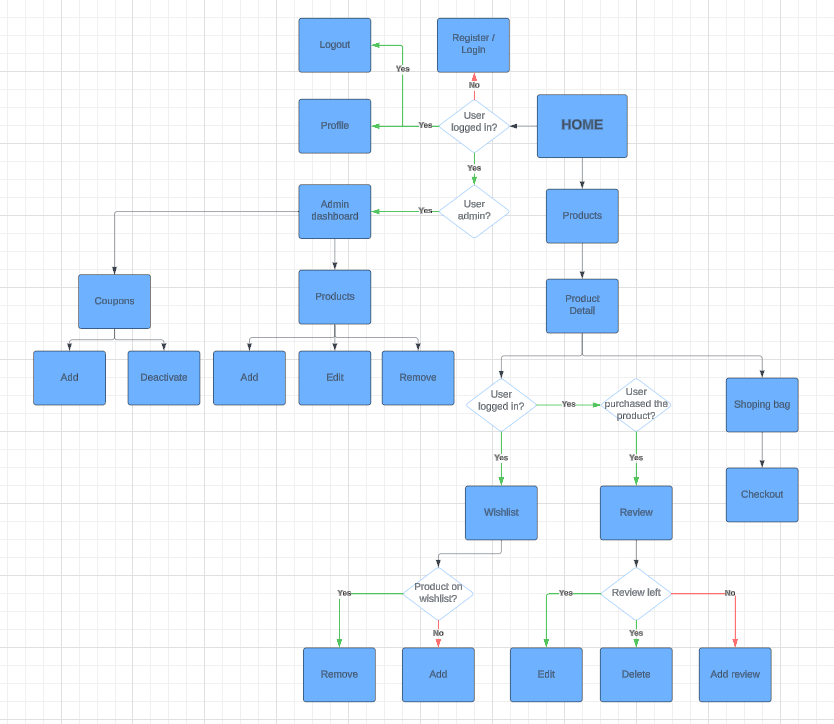 Logout
Register /
Login
Yes
No
Profile
Yes
User
logged in?
HOME
Yes
Admin
dashboard
Yes
User
admin?
Products
Coupons
Products
Product
Detail
Add
Deactivate
Add
Edit
Remove
User
logged in?
Yes
User
purchased the
product?
Shoping bag
Yes
Yes
Checkout
Wishlist
Review
Yes
Product on
wishlist?
Yes
Review left
No
No
Yes
Remove
Add
Edit
Delete
Add review